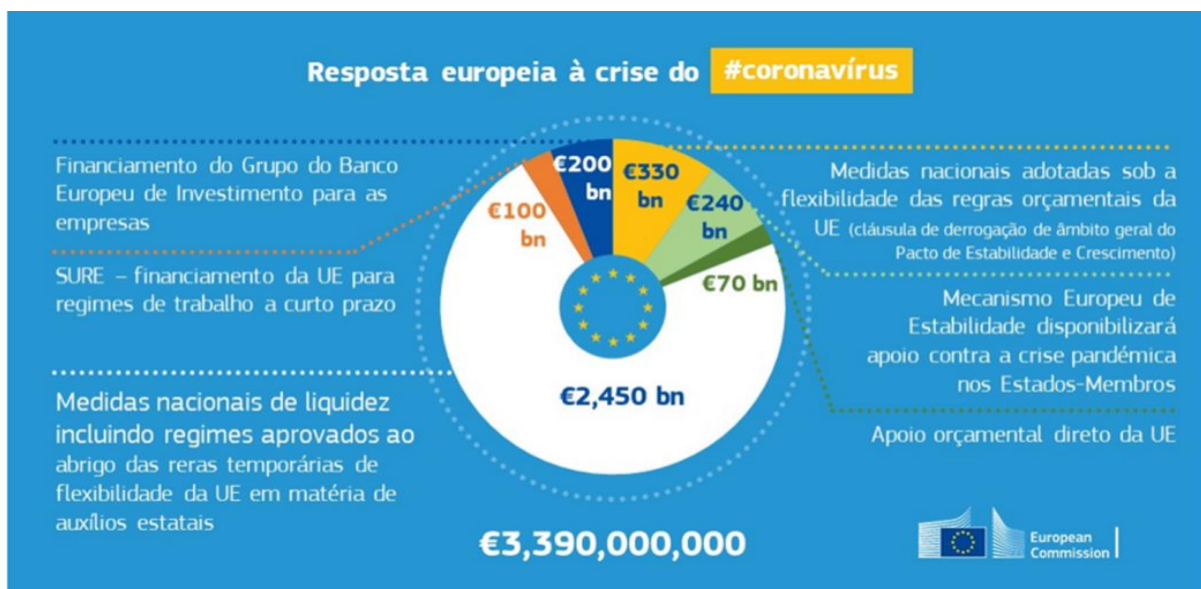 Resposta europeia à crise do #coronavírus
Financiamento do Grupo do Banco
Europeu de Investimento para as
empresas
SURE – financiamento da UE para
regimes de trabalho a curto prazo
Medidas nacionais de liquidez
incluindo regimes aprovados ao
abrigo das reras temporárias de
flexibilidade da UE em matéria de
auxílios estatais
€200
bn
€330
bn
€240
bn
€100
bn
€70 bn
€2,450 bn
Medidas nacionais adotadas sob a
flexibilidade das regras orçamentais da
UE (cláusula de derrogação de âmbito geral do
Pacto de Estabilidade e Crescimento)
Mecanismo Europeu de
Estabilidade disponibilizará
apoio contra a crise pandémica
nos Estados-Membros
Apoio orçamental direto da UE
€3,390,000,000
European
Commission